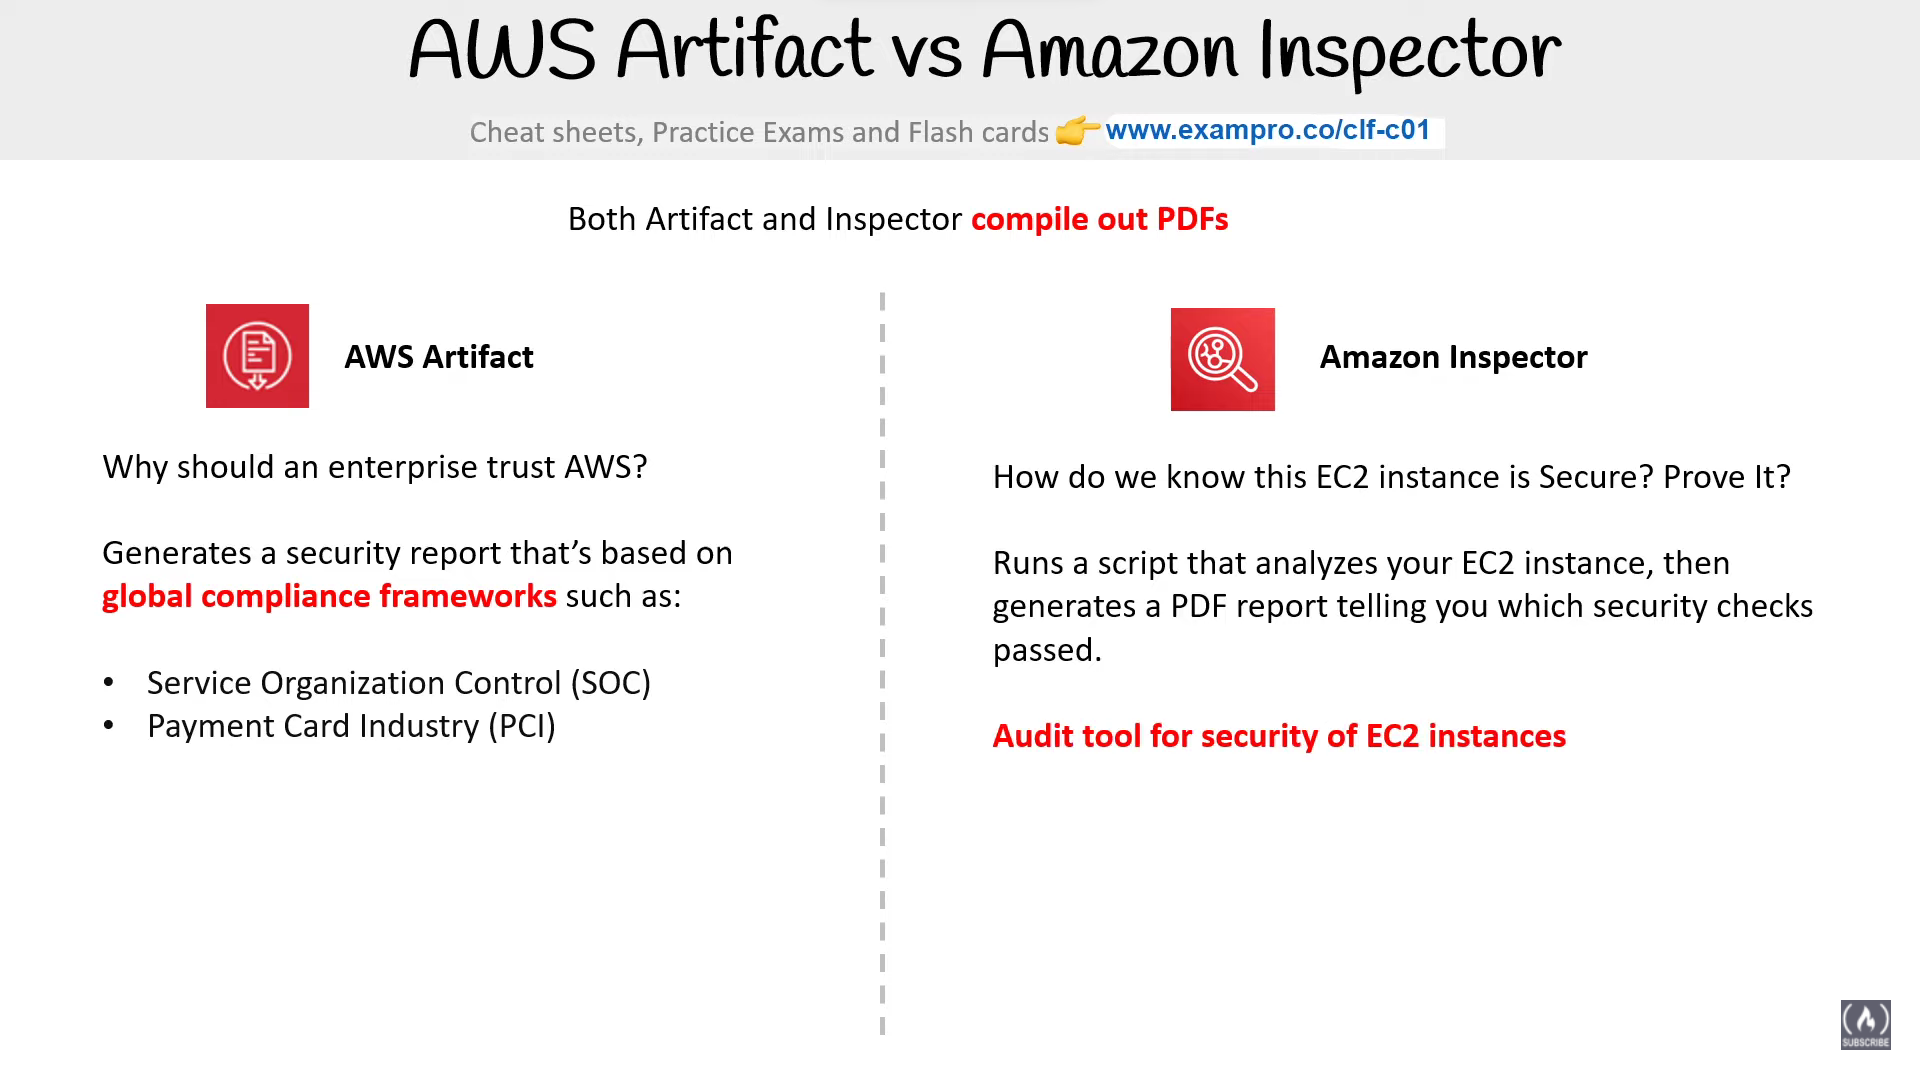 AWS Artifact vs Amazon Inspector
Cheat sheets, Practice Exams and Flash cards 👉 www.exampro.co/clf-c01
Both Artifact and Inspector compile out PDFs
AWS Artifact
Why should an enterprise trust AWS?
Generates a security report that’s based on
global compliance frameworks such as:
• Service Organization Control (SOC)
• Payment Card Industry (PCI)
Amazon Inspector
How do we know this EC2 instance is Secure? Prove It?
Runs a script that analyzes your EC2 instance, then
generates a PDF report telling you which security checks
passed.
Audit tool for security of EC2 instances
SUBSCRIBE